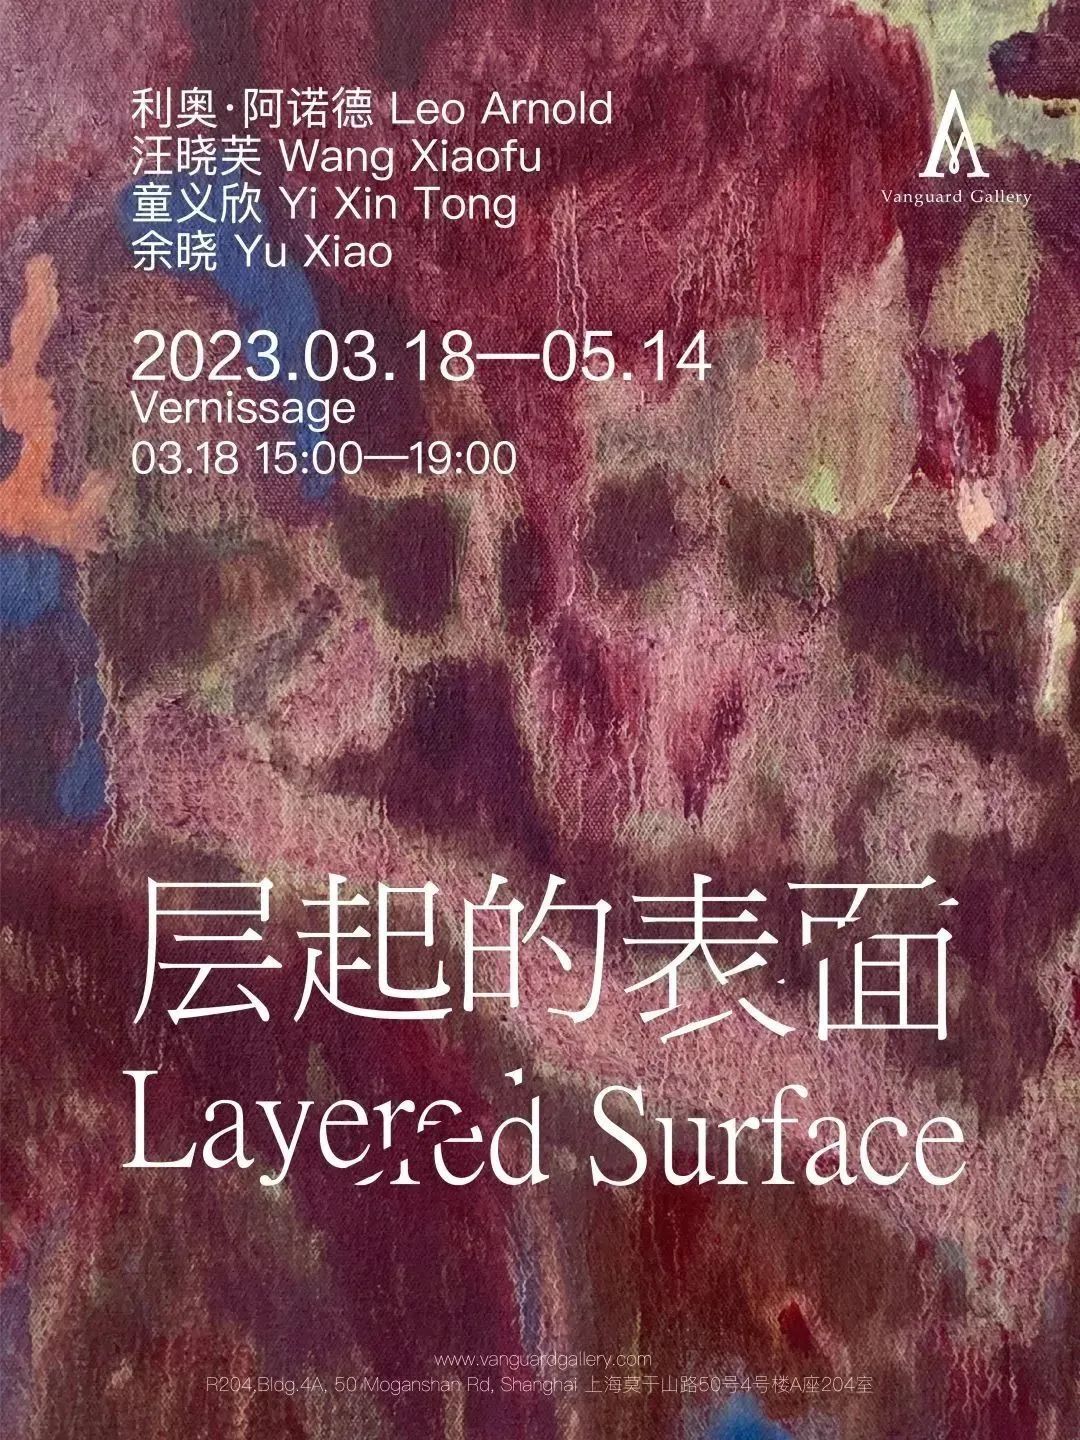 利奥·阿诺德 Leo Arnold
汪晓芙 Wang Xiaofu
童义欣 Yi Xin Tong
余晓 Yu Xiao
Vanguard Gallery
2023.03.18—05.14
Vernissage
03.18 15:00—19:00
层起的表面
Layered Surface
www.vanguardgallery.com
R204,Bldg.4A, 50 Moganshan Rd, Shanghai 上海莫干山路50号4号楼A座204室